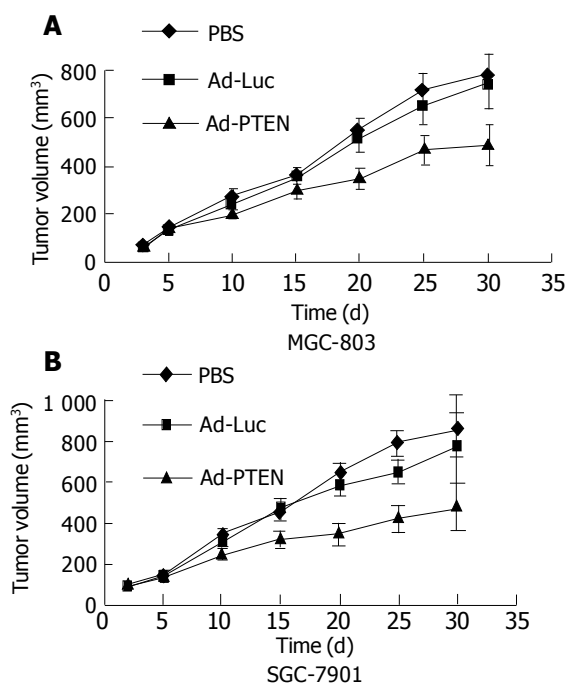 A
PBS
Ad-Luc
Ad-PTEN
Tumor volume (mm³)
800
600
400
200
0
0 5 10 15 20 25 30 35
Time (d)
MGC-803
B
PBS
Ad-Luc
Ad-PTEN
Tumor volume (mm³)
1 000
800
600
400
200
0
0 5 10 15 20 25 30 35
Time (d)
SGC-7901